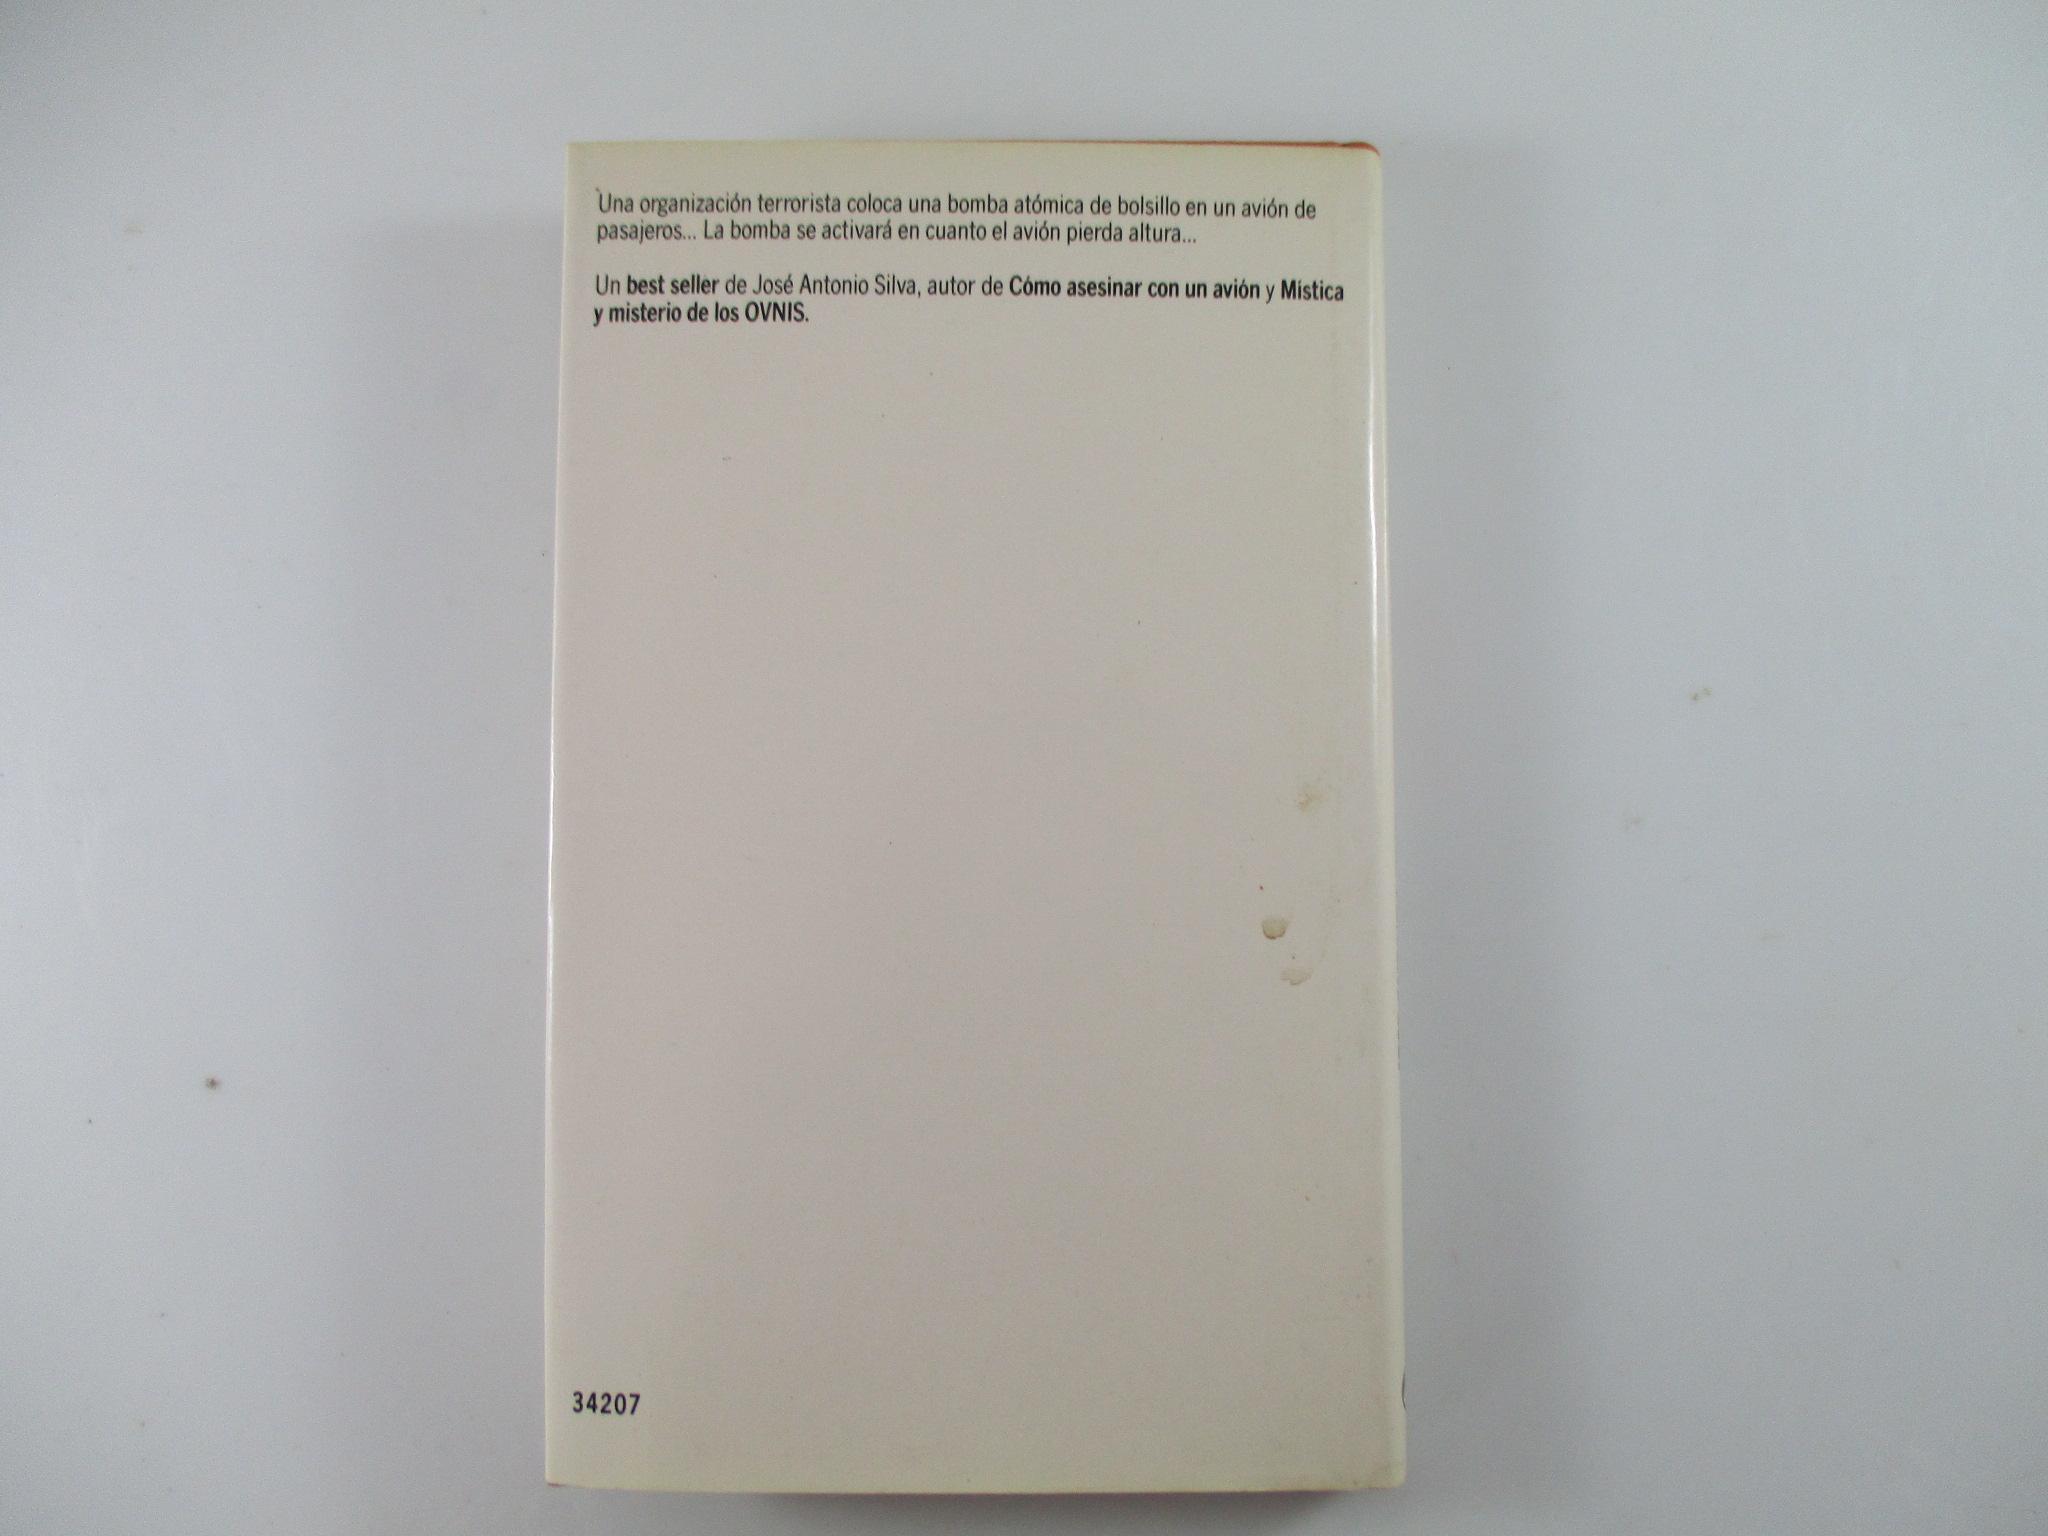 Una organización terrorista coloca una bomba atómica de bolsillo en un avión de
pasajeros... La bomba se activará en cuanto el avión pierda altura...
Un best seller de José Antonio Silva, autor de Cómo asesinar con un avión y Mística
y misterio de los OVNIS.
34207